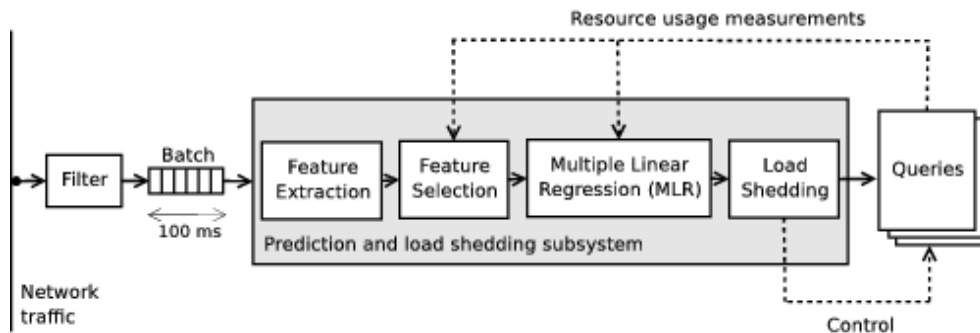 Resource usage measurements
Batch
Filter
100 ms
Feature
Extraction
Feature
Selection
Multiple Linear
Regression (MLR)
Load
Shedding
Queries
Prediction and load shedding subsystem
Network
traffic
Control